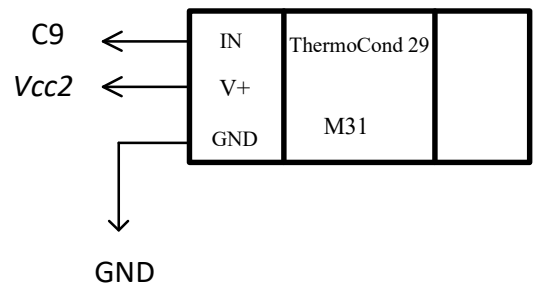 C9
IN
ThermoCond 29
Vcc2
V+
M31
GND
GND